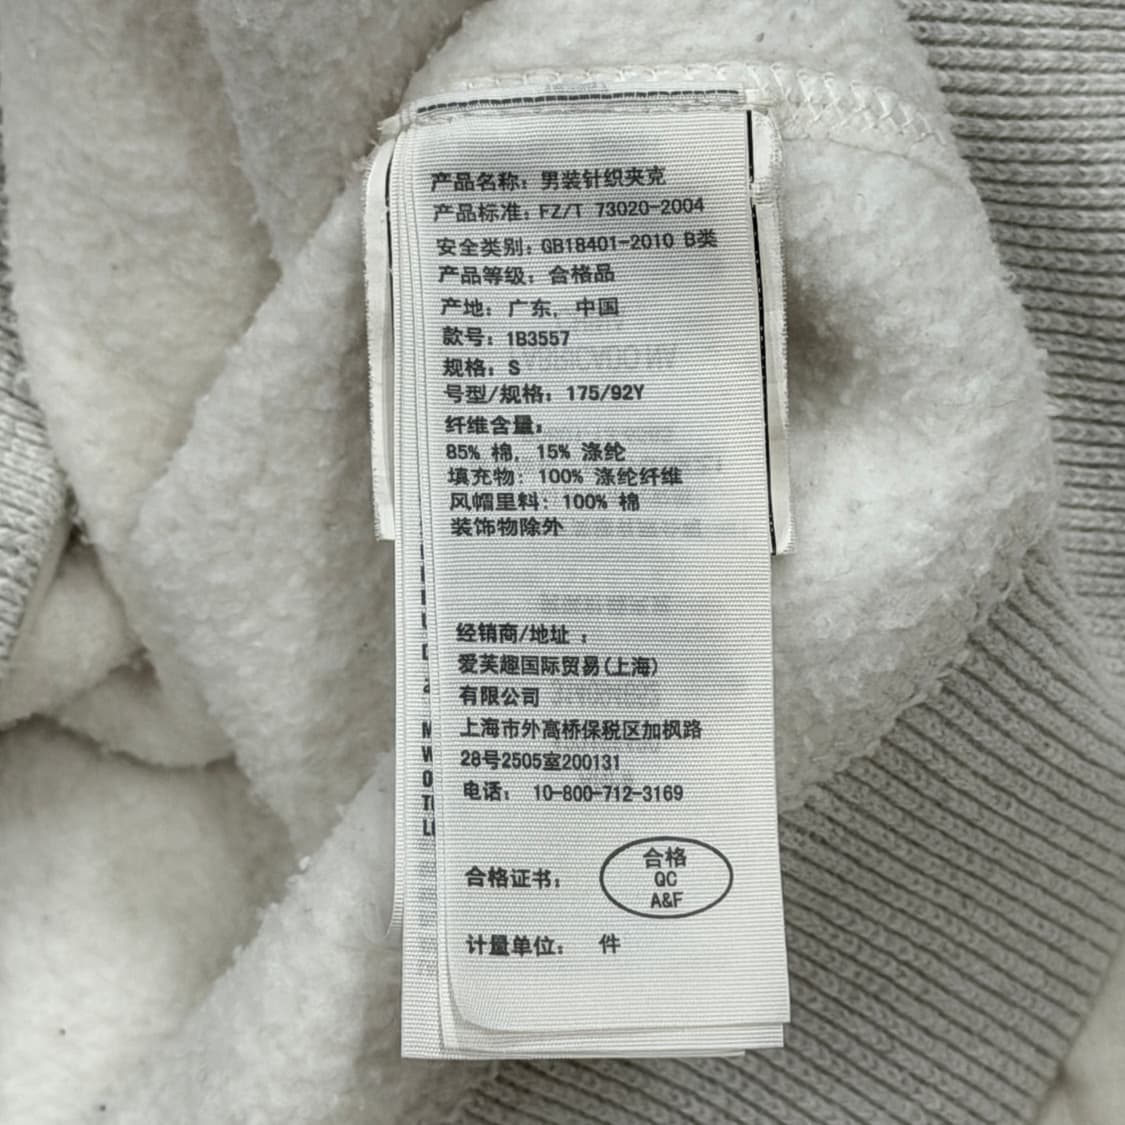 产品名称：男装针织夹克
产品标准：FZ/T 73020-2004
安全类别：GB18401-2010 B类
产品等级：合格品
产地：广东，中国
款号：1B3557
规格：S
号型/规格：175/92Y
纤维含量：
85% 棉，15% 涤纶
填充物：100% 涤纶纤维
风帽里料：100% 棉
装饰物除外
经销商/地址：
爱芙趣国际贸易(上海)
有限公司
上海市外高桥保税区加枫路
28号2505室200131
电话： 10-800-712-3169
合格证书：
合格
QC
A&F
计量单位： 件